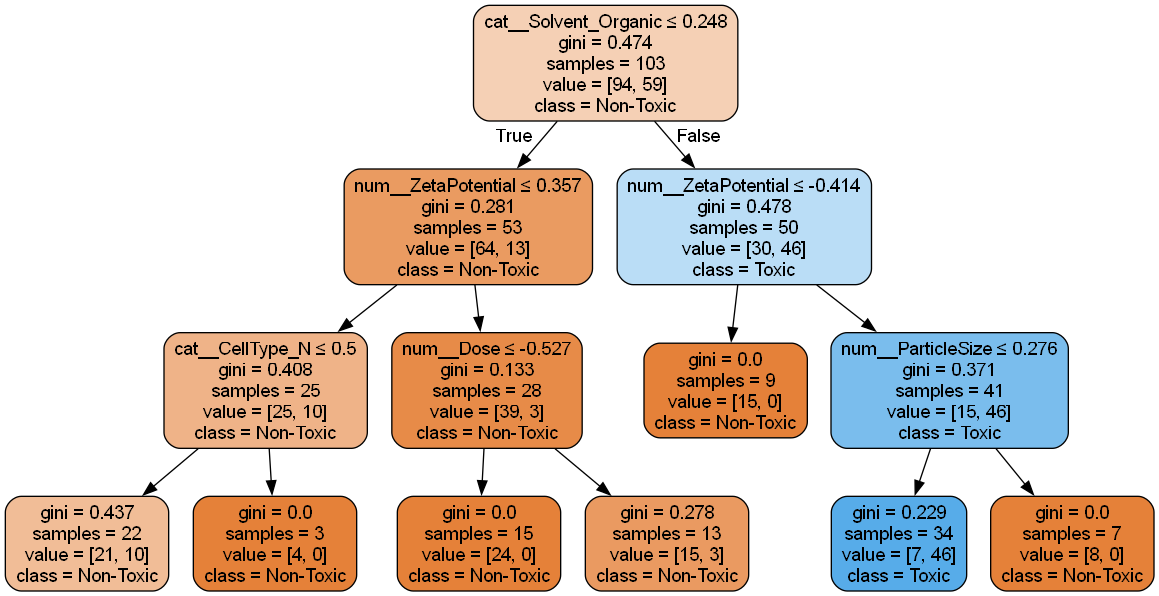 cat__Solvent_Organic ≤ 0.248
gini = 0.474
samples = 103
value = [94, 59]
class = Non-Toxic
True
False
num__ZetaPotential ≤ 0.357
gini = 0.281
samples = 53
value = [64, 13]
class = Non-Toxic
num__ZetaPotential ≤ -0.414
gini = 0.478
samples = 50
value = [30, 46]
class = Toxic
cat__CellType_N ≤ 0.5
gini = 0.408
samples = 25
value = [25, 10]
class = Non-Toxic
num__Dose ≤ -0.527
gini = 0.133
samples = 28
value = [39, 3]
class = Non-Toxic
gini = 0.0
samples = 9
value = [15, 0]
class = Non-Toxic
num__ParticleSize ≤ 0.276
gini = 0.371
samples = 41
value = [15, 46]
class = Toxic
gini = 0.437
samples = 22
value = [21, 10]
class = Non-Toxic
gini = 0.0
samples = 3
value = [4, 0]
class = Non-Toxic
gini = 0.0
samples = 15
value = [24, 0]
class = Non-Toxic
gini = 0.278
samples = 13
value = [15, 3]
class = Non-Toxic
gini = 0.229
samples = 34
value = [7, 46]
class = Toxic
gini = 0.0
samples = 7
value = [8, 0]
class = Non-Toxic